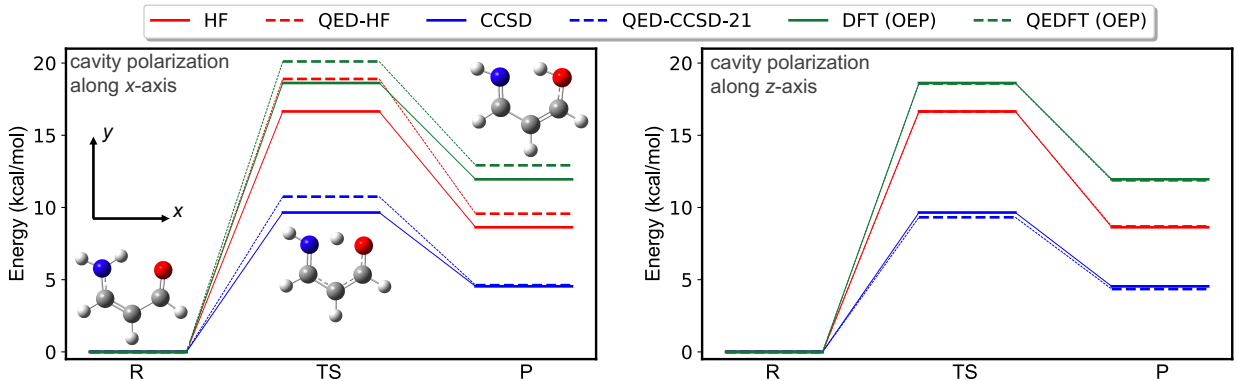 HF QED-HF CCSD QED-CCSD-21 DFT (OEP) QEDFT (OEP)
cavity polarization
along x-axis
y
x
Energy (kcal/mol)
20
15
10
5
0
R TS P
cavity polarization
along z-axis
Energy (kcal/mol)
20
15
10
5
0
R TS P